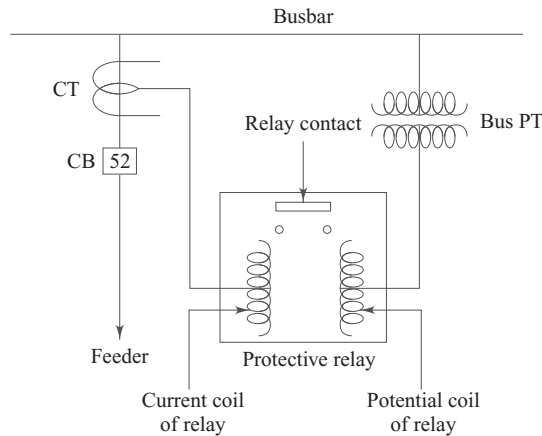 Busbar
CT
Bus PT
Relay contact
CB 52
Feeder
Protective relay
Current coil
of relay
Potential coil
of relay